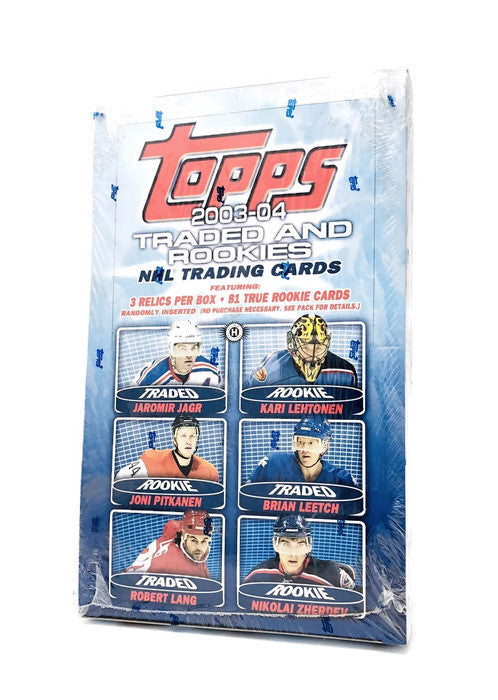 TOPPS
2003-04
TRADED AND
ROOKIES
NHL TRADING CARDS
FEATURING:
3 RELICS PER BOX • 81 TRUE ROOKIE CARDS
RANDOMLY INSERTED (NO PURCHASE NECESSARY. SEE PACK FOR DETAILS.)
H
TRADED
JAROMIR JAGR
ROOKIE
KARI LEHTONEN
ROOKIE
JONI PITKANEN
TRADED
BRIAN LEETCH
TRADED
ROBERT LANG
ROOKIE
NIKOLAI ZHERDEV